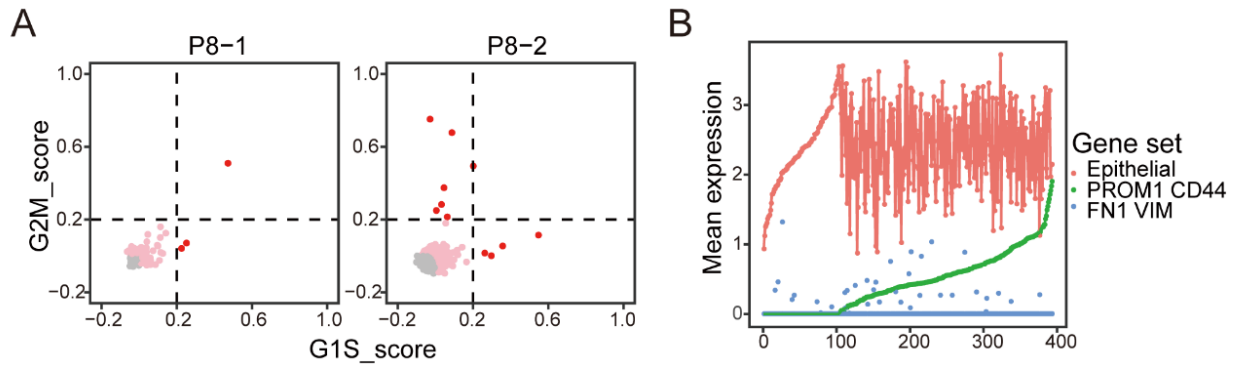 A
P8−1
P8−2
G2M_score
1.0
0.6
0.2
−0.2
−0.2
0.2
0.6
1.0
−0.2
0.2
0.6
1.0
1.0
0.6
0.2
−0.2
G1S_score
B
Mean expression
3
2
1
0
0
100
200
300
400
Gene set
Epithelial
PROM1 CD44
FN1 VIM